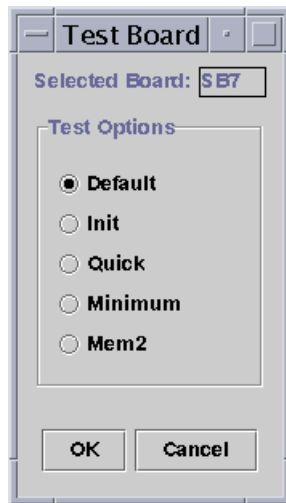 Test Board
Selected Board: SB7
Test Options
Default
Init
Quick
Minimum
Mem2
OK Cancel